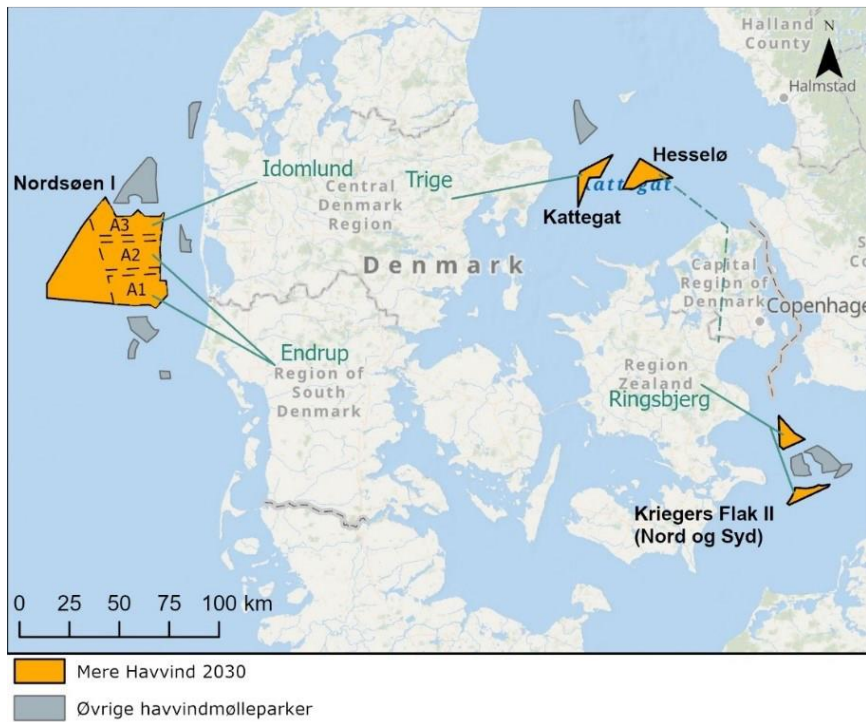 Halland
County
N
Halmstad
Nordsøen I
Idomlund
Trige
Hesselø
Central
Denmark
Region
Kattegat
Kattegat
A3
A2
A1
Denmark
Capital
Region of
Denmark
Copenhage
Endrup
Region of
South
Denmark
Region
Zealand
Ringsbjerg
Kriegers Flak II
(Nord og Syd)
0 25 50 75 100 km
Mere Havvind 2030
Øvrige havvindmølleparker